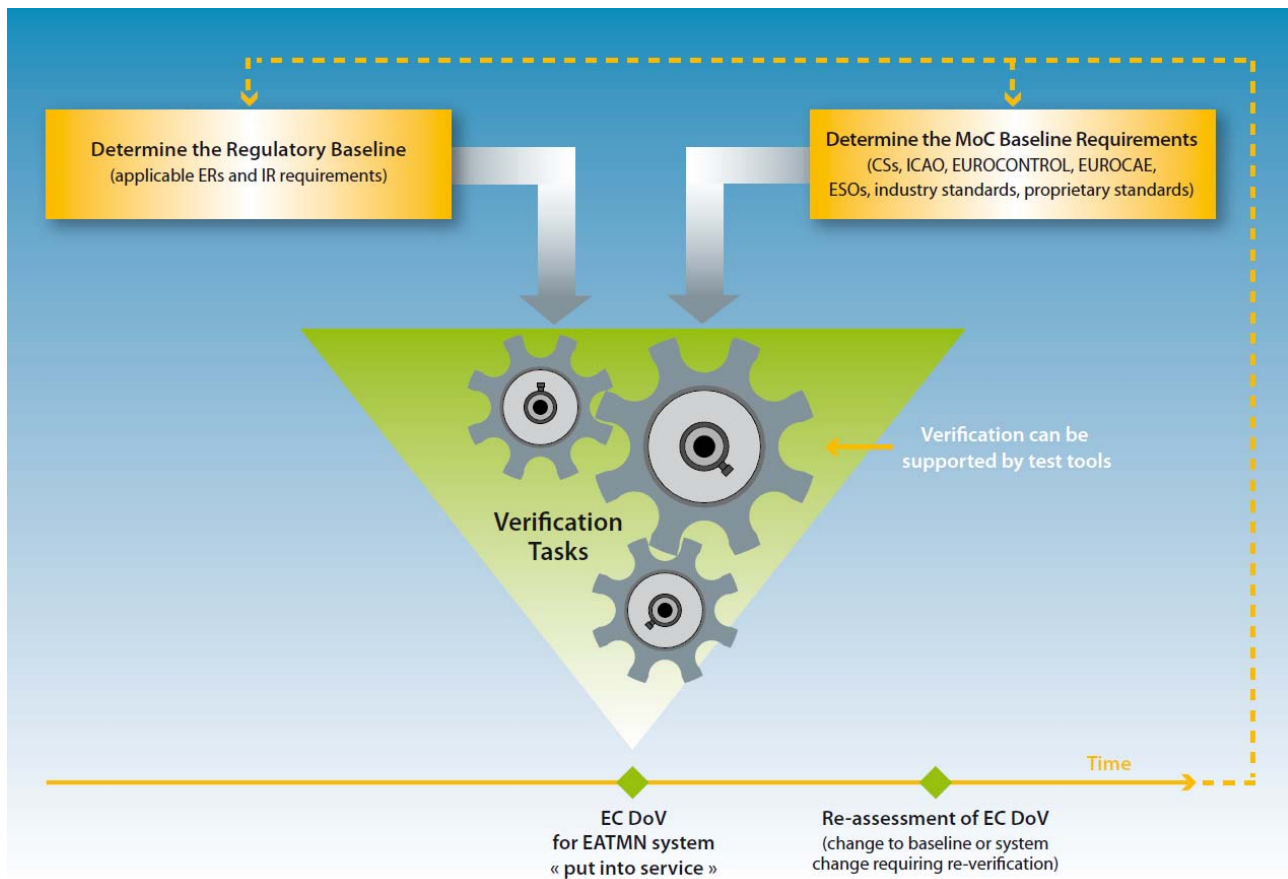 Determine the Regulatory Baseline
(applicable ERs and IR requirements)
Determine the MoC Baseline Requirements
(CSs, ICAO, EUROCONTROL, EUROCAE,
ESOs, industry standards, proprietary standards)
Verification can be
supported by test tools
Verification
Tasks
Time
EC DoV
for EATMN system
« put into service »
Re-assessment of EC DoV
(change to baseline or system
change requiring re-verification)